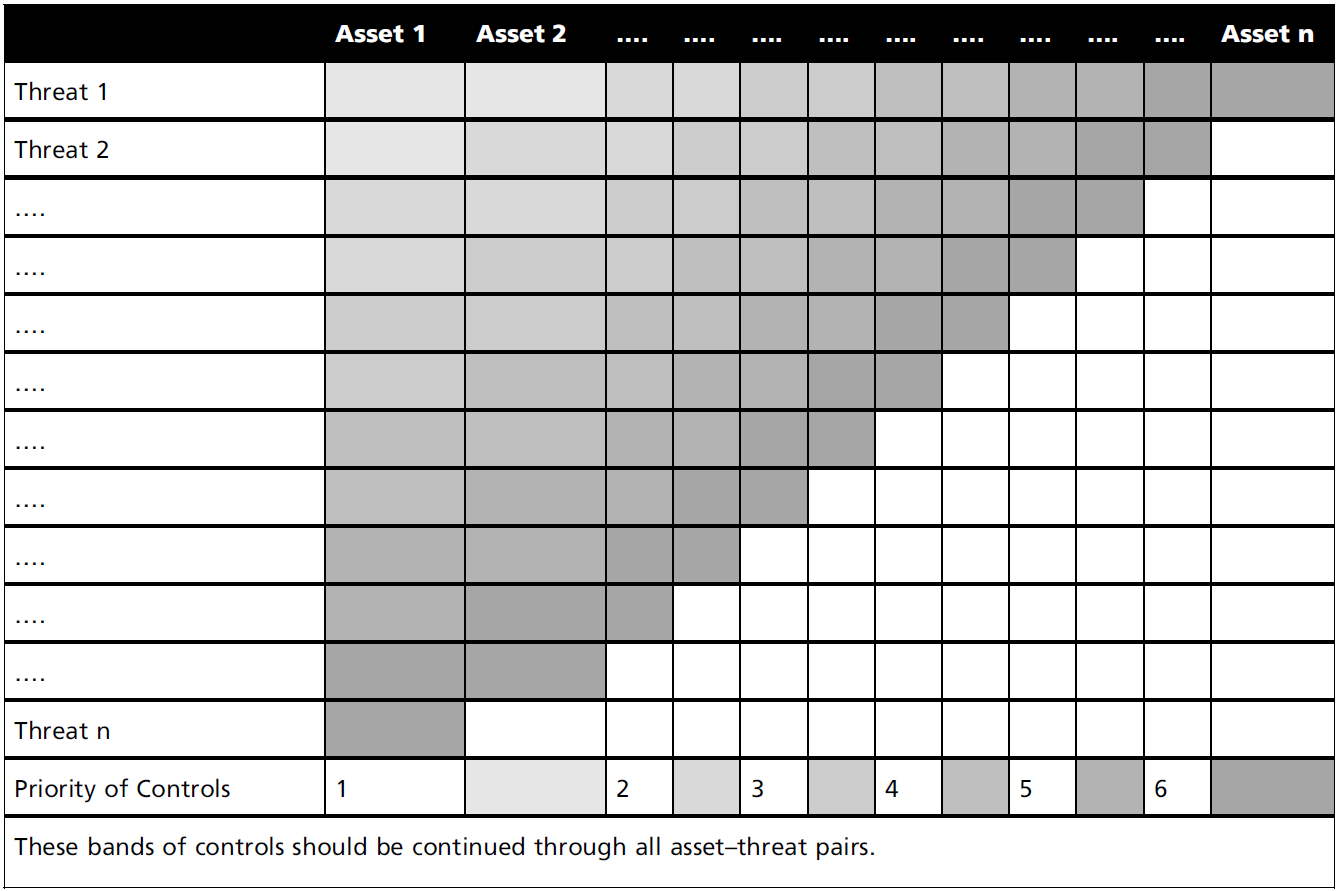 Asset 1 Asset 2 .... .... .... .... .... .... .... .... .... Asset n
Threat 1
Threat 2
....
....
....
....
....
....
....
....
....
Threat n
Priority of Controls 1 2 3 4 5 6
These bands of controls should be continued through all asset–threat pairs.